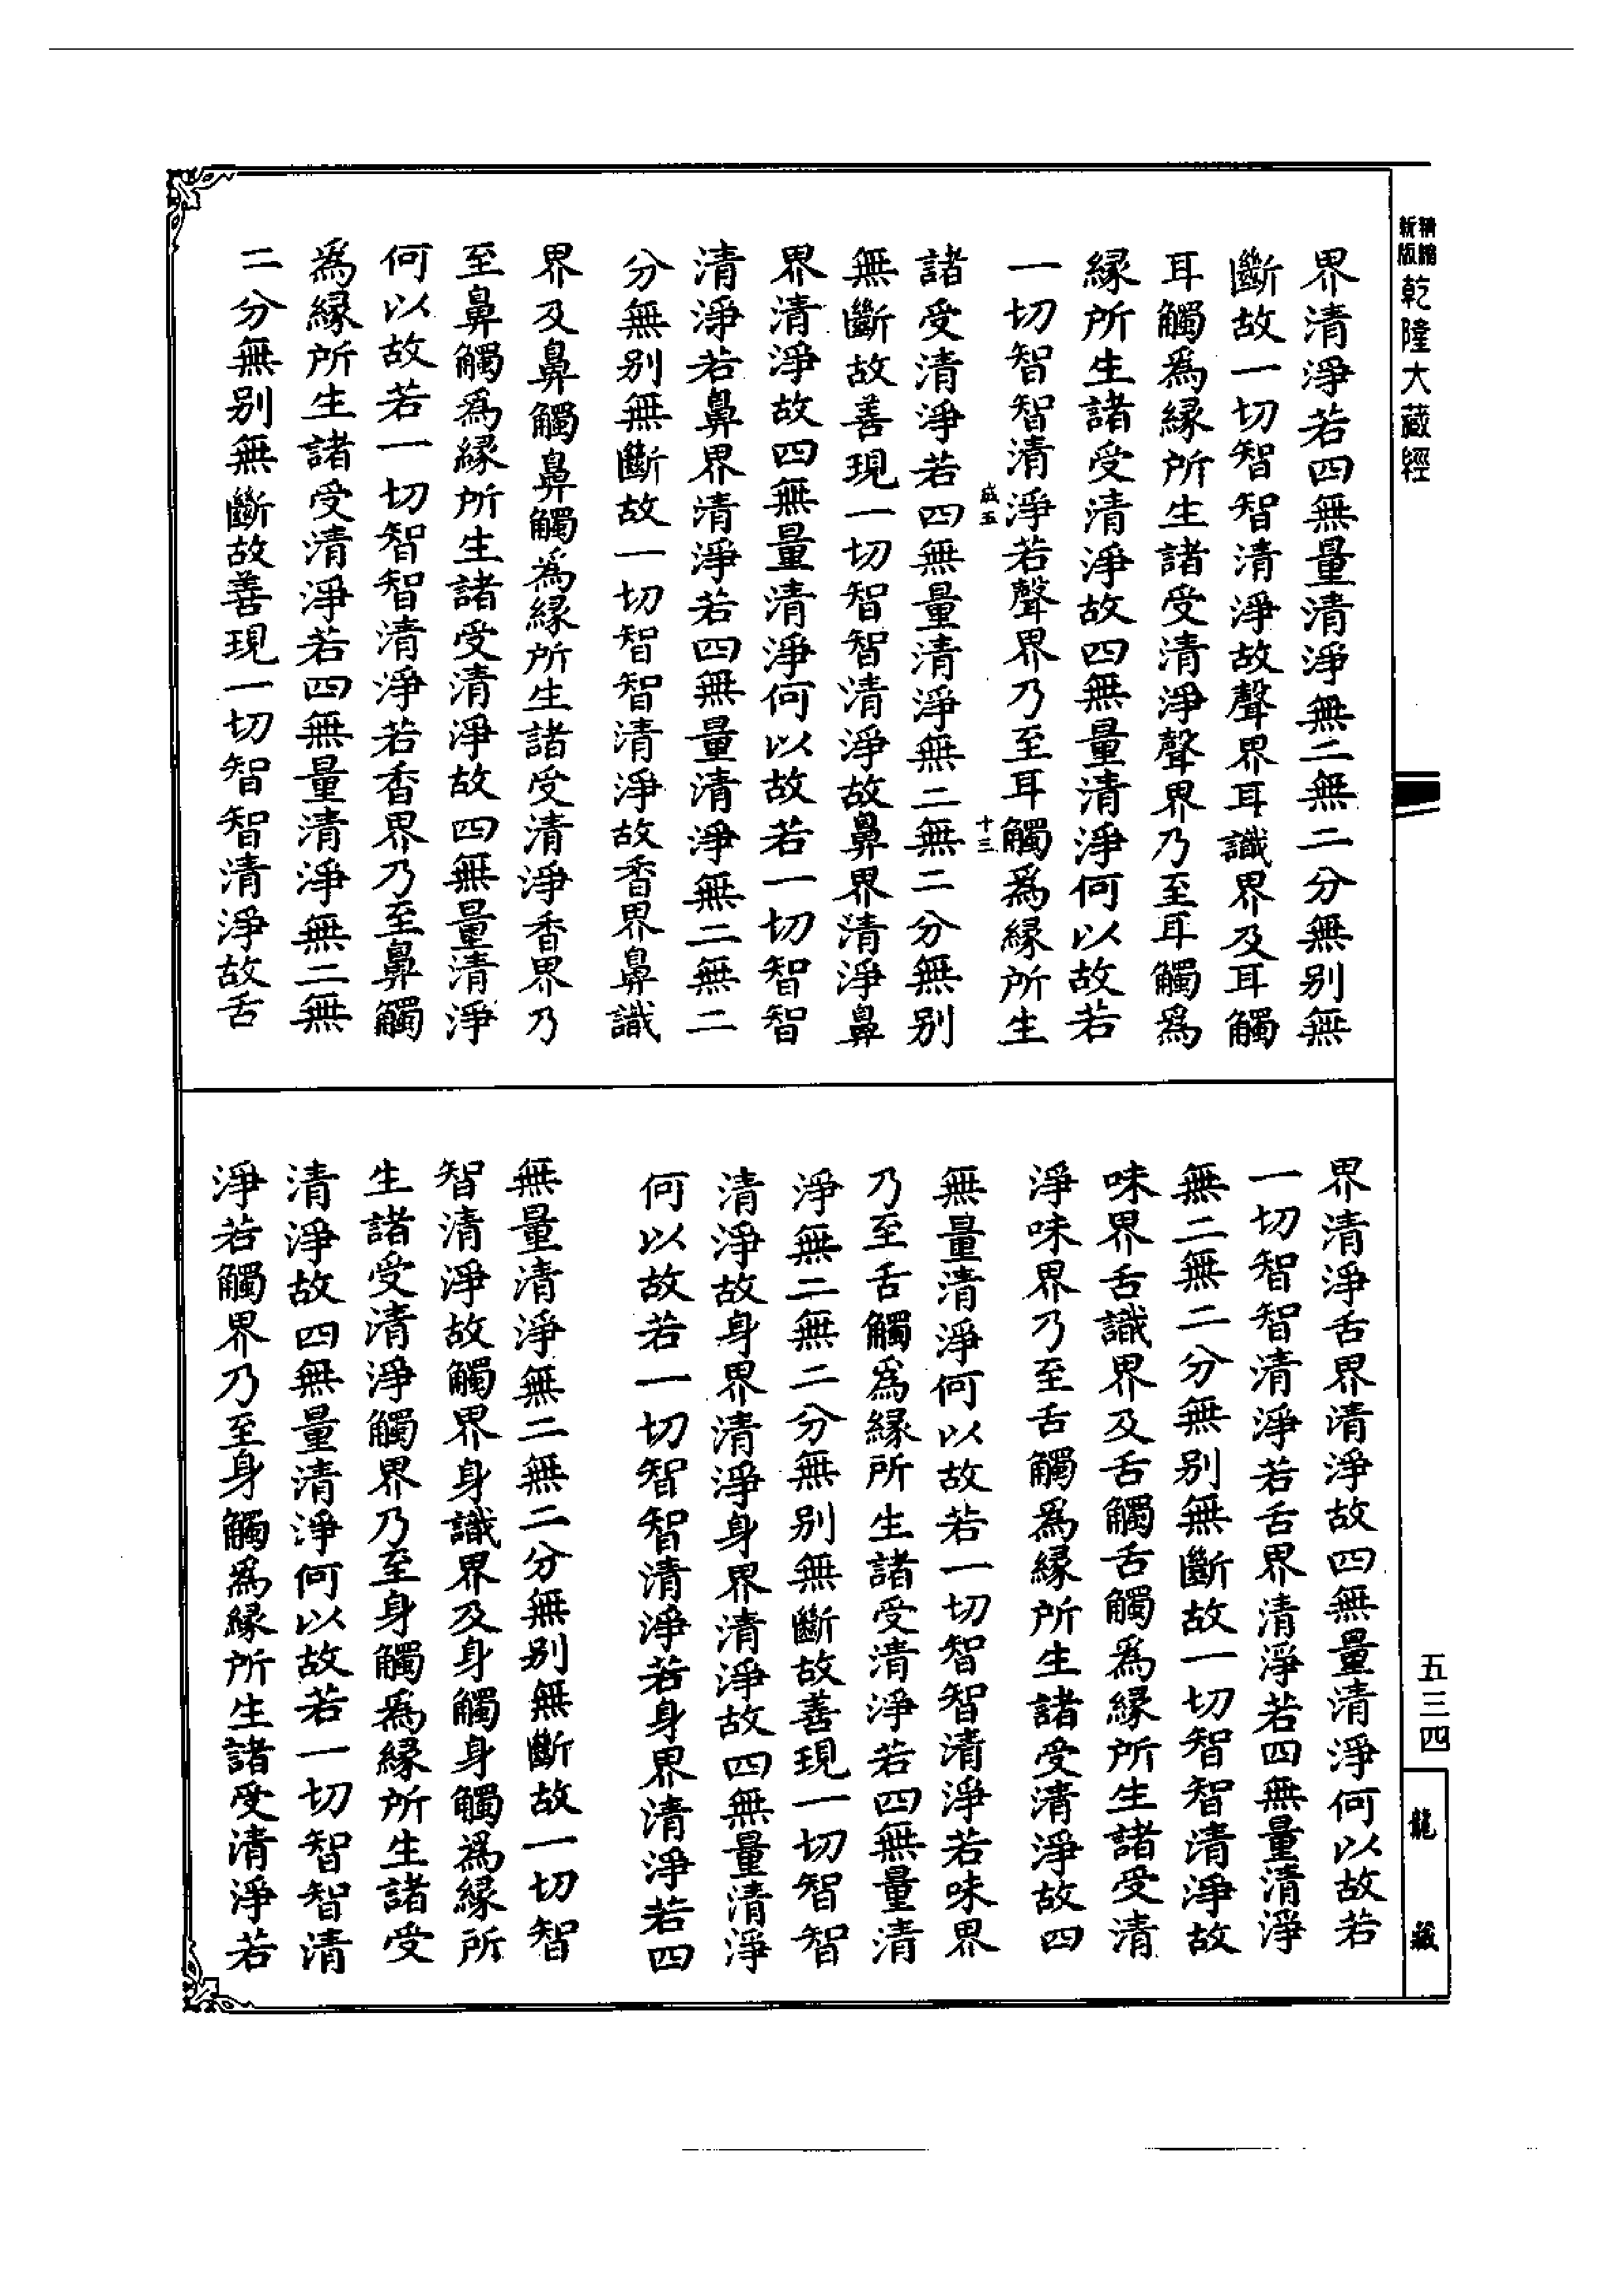 精縮新版乾隆大藏經
界清淨若四無量清淨無二無二分無别無
斷故一切智智清淨故聲界耳識界及耳觸
耳觸爲緣所生諸受清淨聲界乃至耳觸爲
緣所生諸受清淨故四無量清淨何以故若
一切智智清淨若聲界乃至耳觸爲緣所生
十三
諸受清淨若四無量清淨無二無二分無别
無斷故善現一切智智清淨故鼻界清淨鼻
界清淨故四無量清淨何以故若一切智智
清淨若鼻界清淨若四無量清淨無二無二
分無别無斷故一切智智清淨故香界鼻識
界及鼻觸鼻觸爲緣所生諸受清淨香界乃
至鼻觸爲緣所生諸受清淨故四無量清淨
何以故若一切智智清淨若香界乃至鼻觸
爲緣所生諸受清淨若四無量清淨無二無
二分無别無斷故善現一切智智清淨故舌
界清淨舌界清淨故四無量清淨何以故若
一切智智清淨若舌界清淨若四無量清淨
無二無二分無别無斷故一切智智清淨故
味界舌識界及舌觸舌觸爲緣所生諸受清
淨味界乃至舌觸爲緣所生諸受清淨故四
無量清淨何以故若一切智智清淨若味界
乃至舌觸爲緣所生諸受清淨若四無量清
淨無二無二分無别無斷故善現一切智智
清淨故身界清淨身界清淨故四無量清淨
何以故若一切智智清淨若身界清淨若四
無量清淨無二無二分無别無斷故一切智
智清淨故觸界身識界及身觸身觸爲緣所
生諸受清淨觸界乃至身觸爲緣所生諸受
清淨故四無量清淨何以故若一切智智清
淨若觸界乃至身觸爲緣所生諸受清淨若
五三四
龍藏